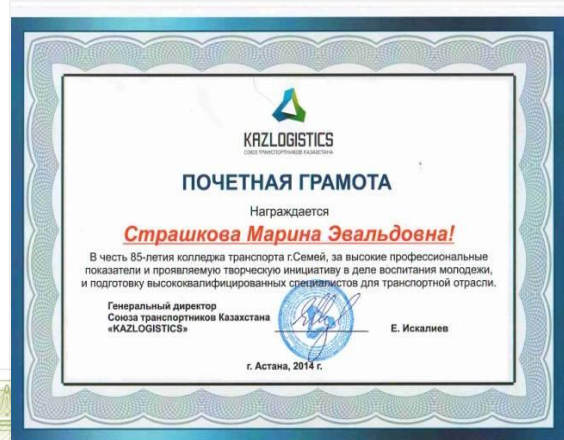 KAZLOGISTICS
СОЮЗ ТРАНСПОРТНИКОВ КАЗАХСТАНА
ПОЧЕТНАЯ ГРАМОТА
Награждается
Страшкова Марина Эвальдовна!
В честь 85-летия колледжа транспорта г.Семей, за высокие профессиональные
показатели и проявляемую творческую инициативу в деле воспитания молодежи,
и подготовку высококвалифицированных специалистов для транспортной отрасли.
Генеральный директор
Союза транспортников Казахстана
«KAZLOGISTICS»
Е. Искалиев
г. Астана, 2014 г.